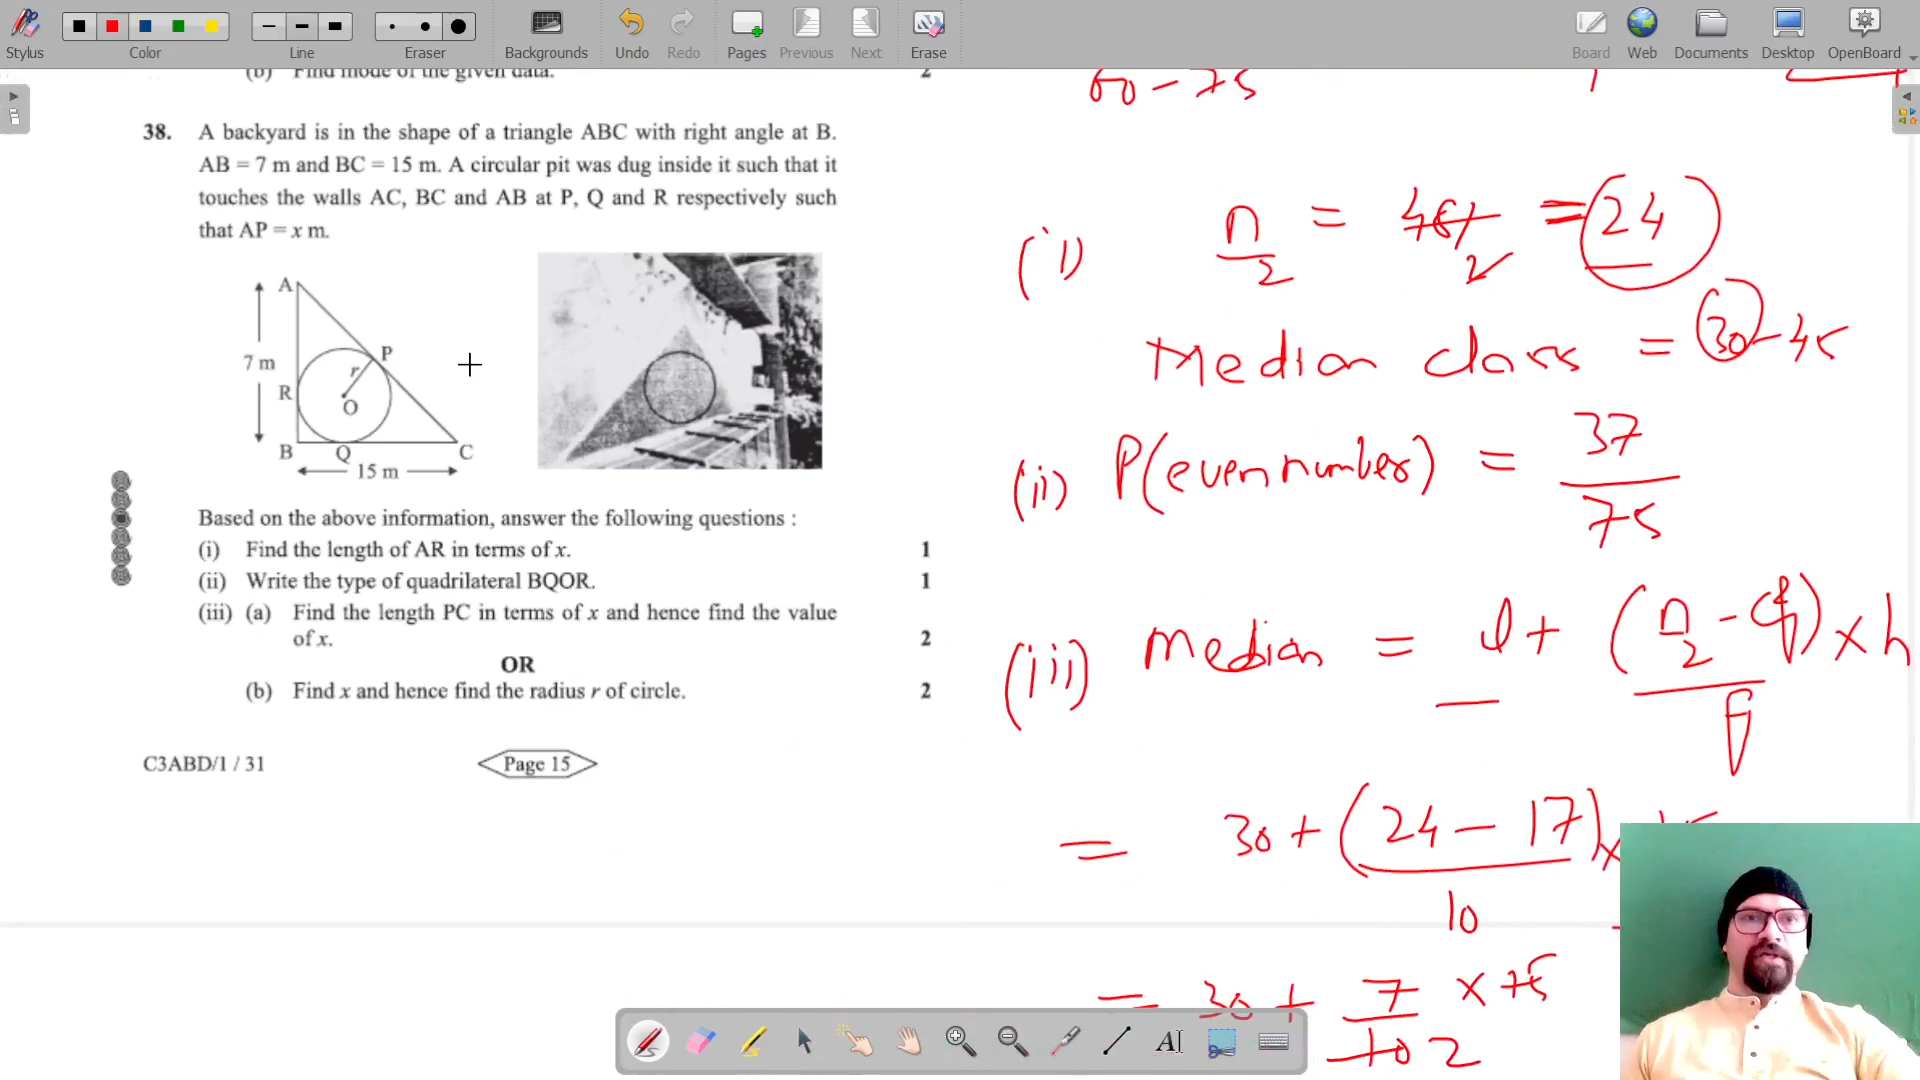 Stylus Color Line Eraser Backgrounds Undo Redo Pages Previous Next Erase Board Web Documents Desktop OpenBoard
(b) Find mode of the given data. 2
38. A backyard is in the shape of a triangle ABC with right angle at B.
AB = 7 m and BC = 15 m. A circular pit was dug inside it such that it
touches the walls AC, BC and AB at P, Q and R respectively such
that AP = x m.
A
P
7 m
r
R
O
B Q C
15 m
Based on the above information, answer the following questions :
(i) Find the length of AR in terms of x. 1
(ii) Write the type of quadrilateral BQOR. 1
(iii) (a) Find the length PC in terms of x and hence find the value
of x. 2
OR
(b) Find x and hence find the radius r of circle. 2
C3ABD/1 / 31 Page 15
60 - 75
(i) n/2 = 48/2 = 24
Median class = 30 - 45
(ii) P(even number) = 37/75
(iii) Median = l + (n/2 - cf) × h
f
= 30 + (24 - 17) ×
10
= 30 + 7 × 15
10 2